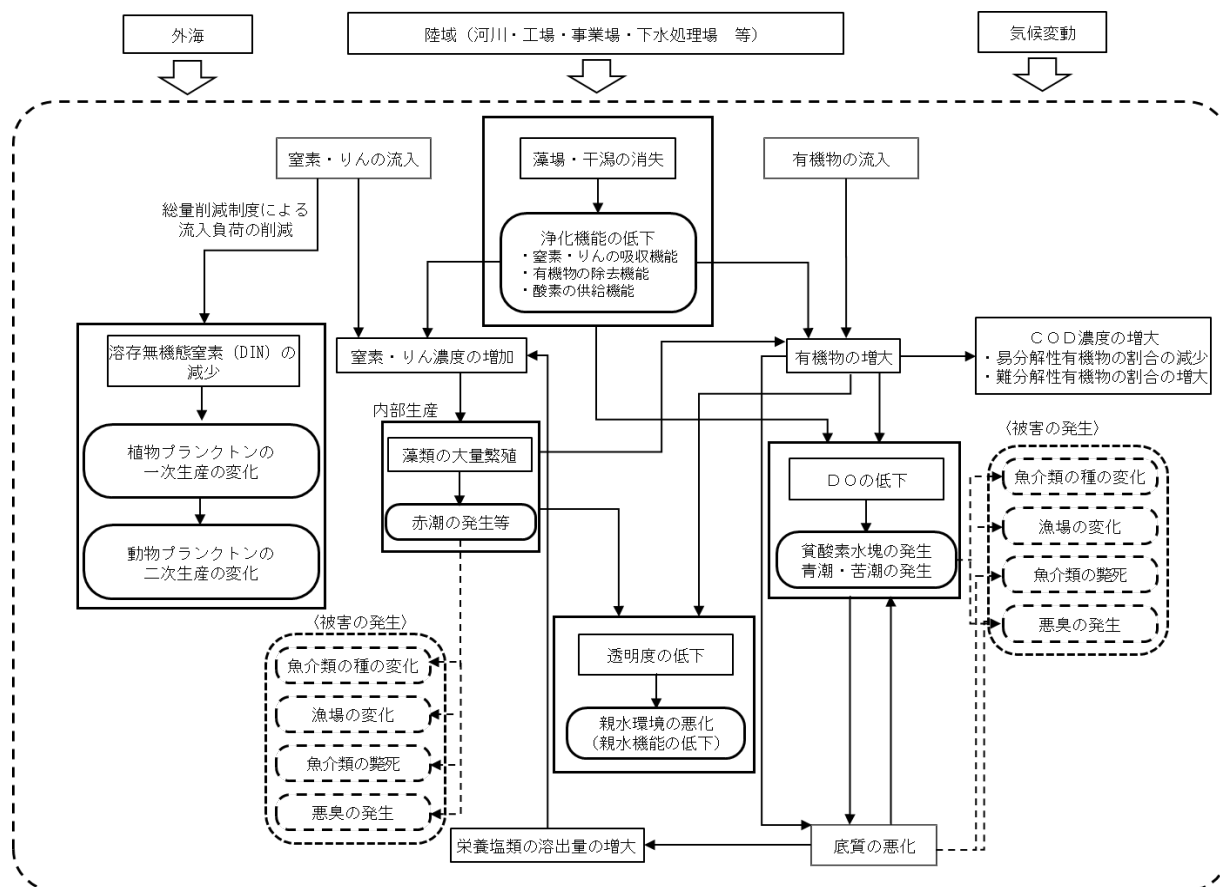 外海
陸域（河川・工場・事業場・下水処理場　等）
気候変動
窒素・りんの流入
藻場・干潟の消失
有機物の流入
総量削減制度による
流入負荷の削減
浄化機能の低下
・窒素・りんの吸収機能
・有機物の除去機能
・酸素の供給機能
溶存無機態窒素（DIN）の
減少
窒素・りん濃度の増加
有機物の増大
ＣＯＤ濃度の増大
・易分解性有機物の割合の減少
・難分解性有機物の割合の増大
植物プランクトンの
一次生産の変化
動物プランクトンの
二次生産の変化
内部生産
藻類の大量繁殖
赤潮の発生等
ＤＯの低下
貧酸素水塊の発生
青潮・苦潮の発生
〈被害の発生〉
魚介類の種の変化
漁場の変化
魚介類の斃死
悪臭の発生
〈被害の発生〉
魚介類の種の変化
漁場の変化
魚介類の斃死
悪臭の発生
透明度の低下
親水環境の悪化
（親水機能の低下）
栄養塩類の溶出量の増大
底質の悪化